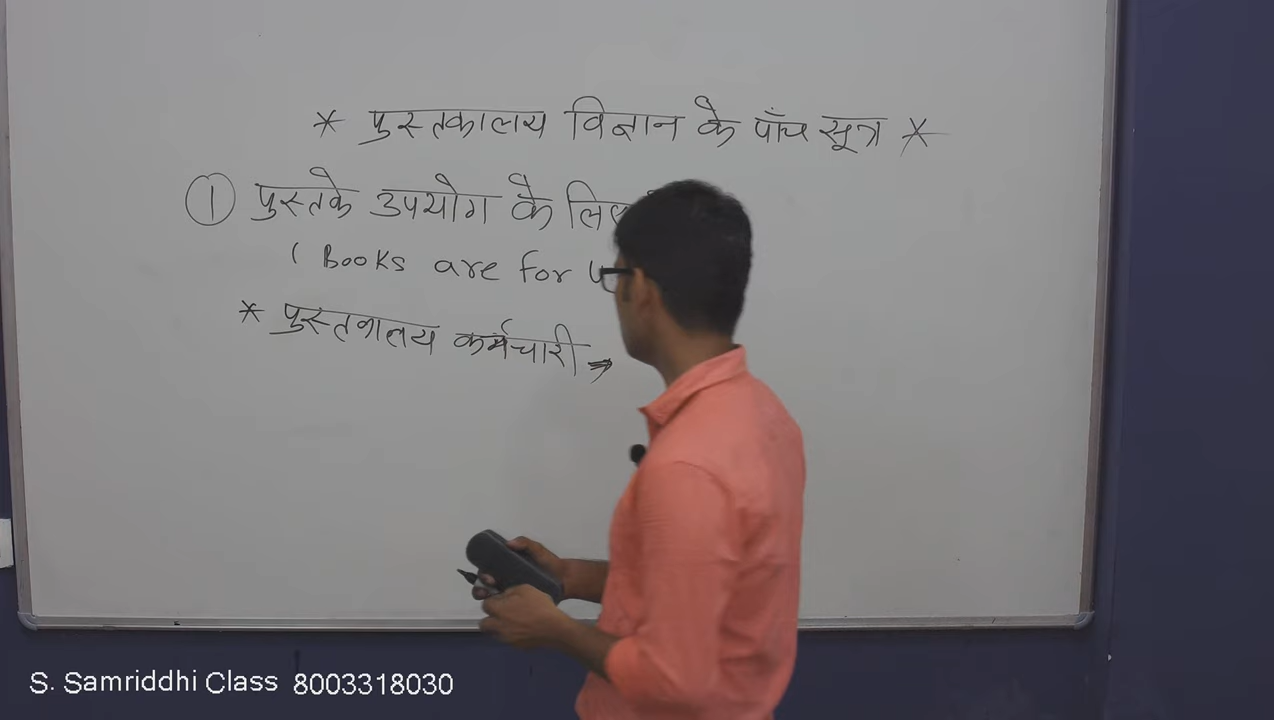 * पुस्तकालय विज्ञान के पाँच सूत्र *
① पुस्तके उपयोग के लिए
( Books are for
* पुस्तकालय कर्मचारी →
S. Samriddhi Class 8003318030